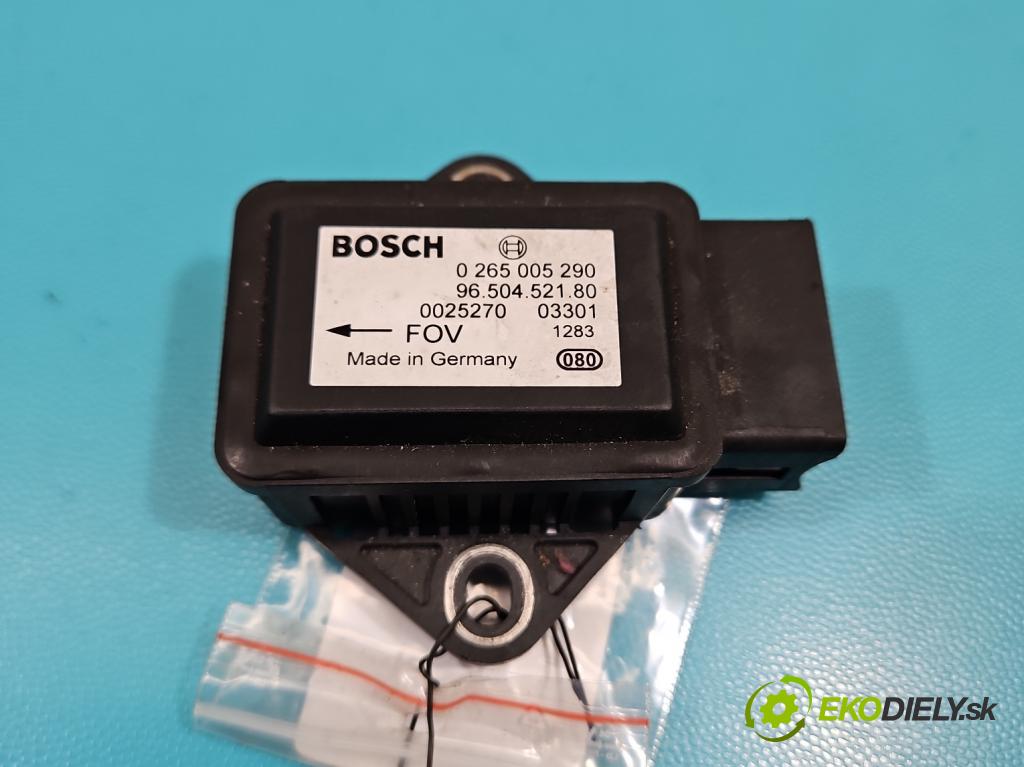 BOSCH
0 265 005 290
96.504.521.80
0025270 03301
FOV 1283
Made in Germany 080
EKODIELY.sk